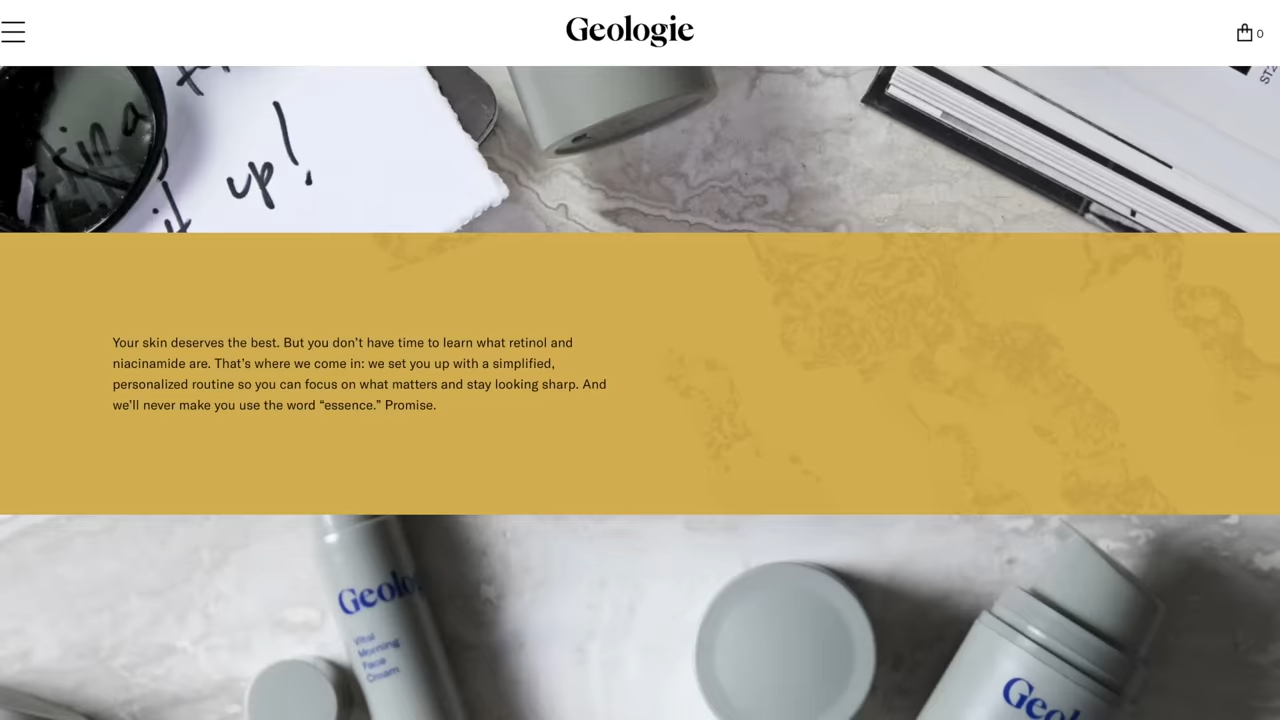 Geologie
0
ST2
up!
it
Your skin deserves the best. But you don’t have time to learn what retinol and
niacinamide are. That’s where we come in: we set you up with a simplified,
personalized routine so you can focus on what matters and stay looking sharp. And
we’ll never make you use the word “essence.” Promise.
Geolo
Vital
Morning
Face
Cream
Geol